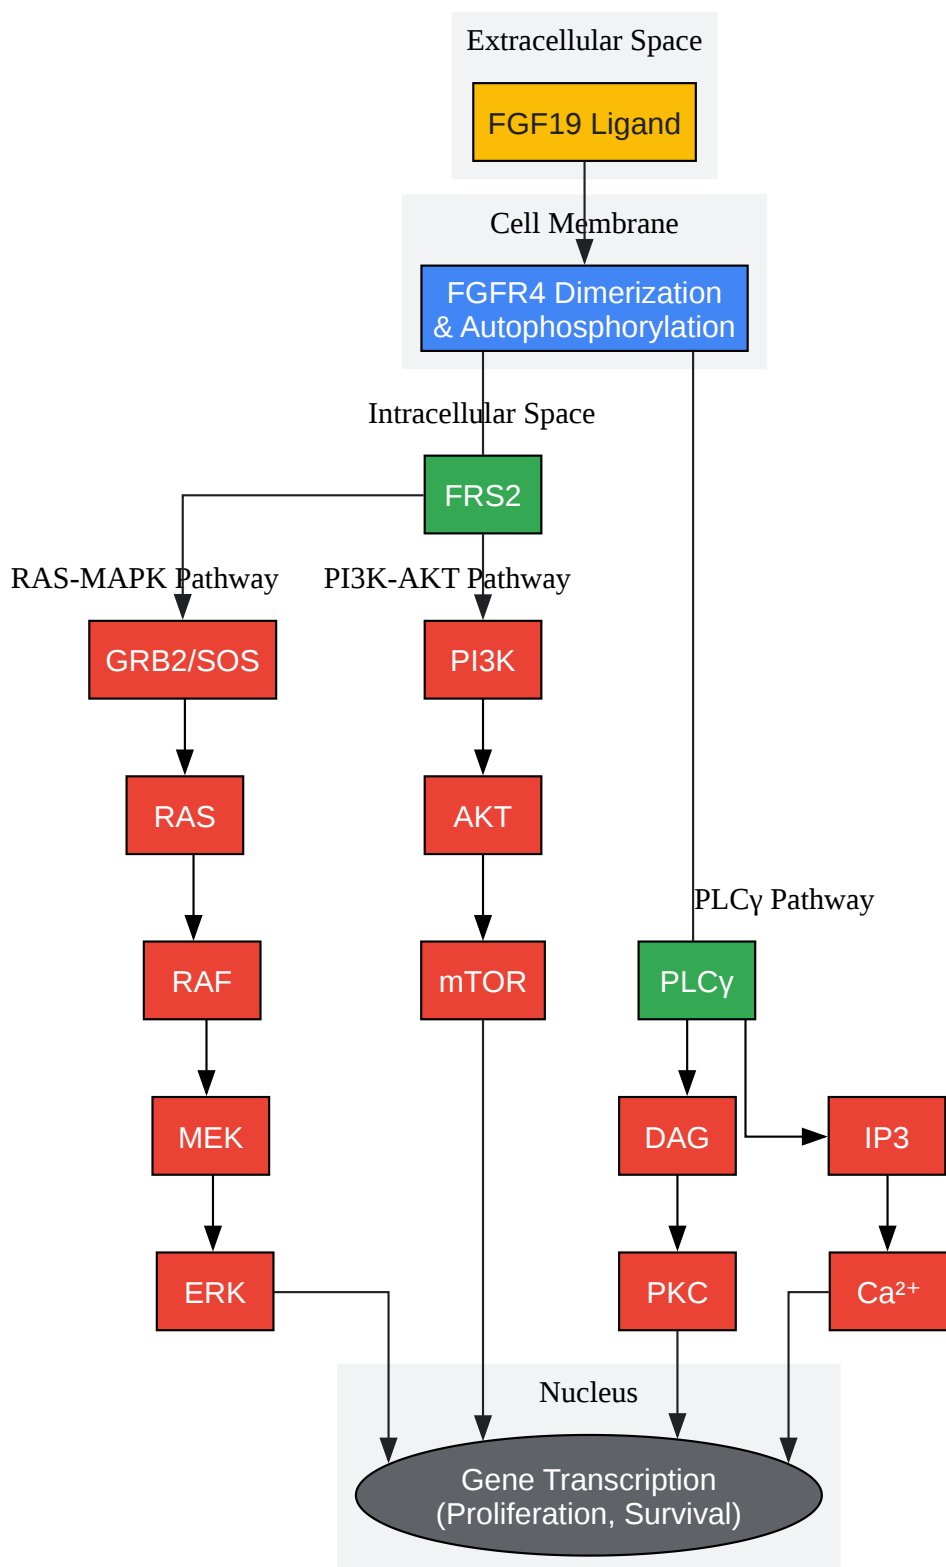 Extracellular Space
FGF19 Ligand
Cell Membrane
FGFR4 Dimerization
& Autophosphorylation
Intracellular Space
FRS2
RAS-MAPK Pathway
PI3K-AKT Pathway
GRB2/SOS
PI3K
RAS
AKT
PLCγ Pathway
RAF
mTOR
PLCγ
MEK
DAG
IP3
ERK
PKC
Ca²⁺
Nucleus
Gene Transcription
(Proliferation, Survival)